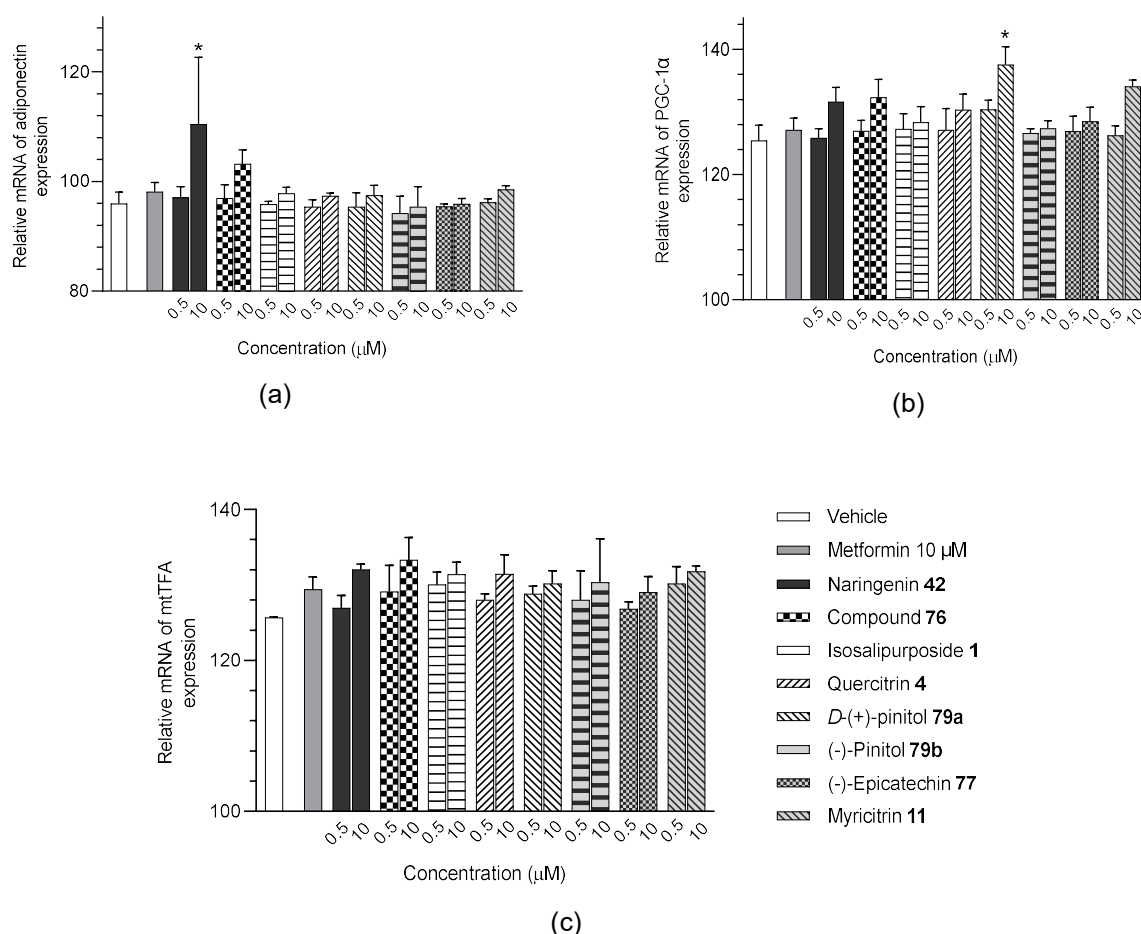 Relative mRNA of adiponectin
expression
120
100
80
*
0.5 10 0.5 10 0.5 10 0.5 10 0.5 10 0.5 10 0.5 10 0.5 10
Concentration (μM)
(a)
Relative mRNA of PGC-1α
expression
140
120
100
*
0.5 10 0.5 10 0.5 10 0.5 10 0.5 10 0.5 10 0.5 10 0.5 10
Concentration (μM)
(b)
Relative mRNA of mtTFA
expression
140
120
100
0.5 10 0.5 10 0.5 10 0.5 10 0.5 10 0.5 10 0.5 10 0.5 10
Concentration (μM)
(c)
Vehicle
Metformin 10 μM
Naringenin 42
Compound 76
Isosalipurposide 1
Quercitrin 4
D-(+)-pinitol 79a
(-)-Pinitol 79b
(-)-Epicatechin 77
Myricitrin 11